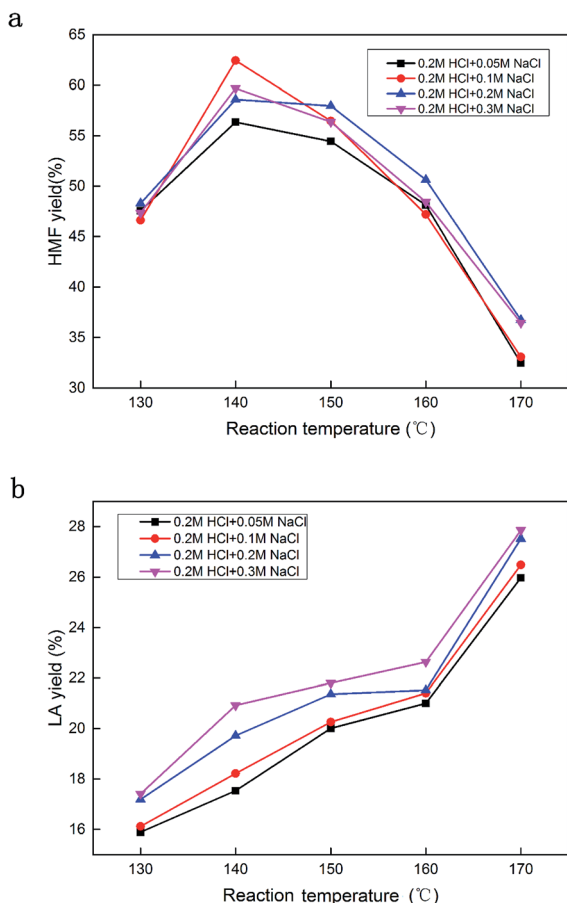 a
65
60
55
50
45
40
35
30
HMF yield(%)
0.2M HCl+0.05M NaCl
0.2M HCl+0.1M NaCl
0.2M HCl+0.2M NaCl
0.2M HCl+0.3M NaCl
130 140 150 160 170
Reaction temperature (℃)
b
28
26
24
22
20
18
16
LA yield (%)
0.2M HCl+0.05M NaCl
0.2M HCl+0.1M NaCl
0.2M HCl+0.2M NaCl
0.2M HCl+0.3M NaCl
130 140 150 160 170
Reaction temperature (℃)